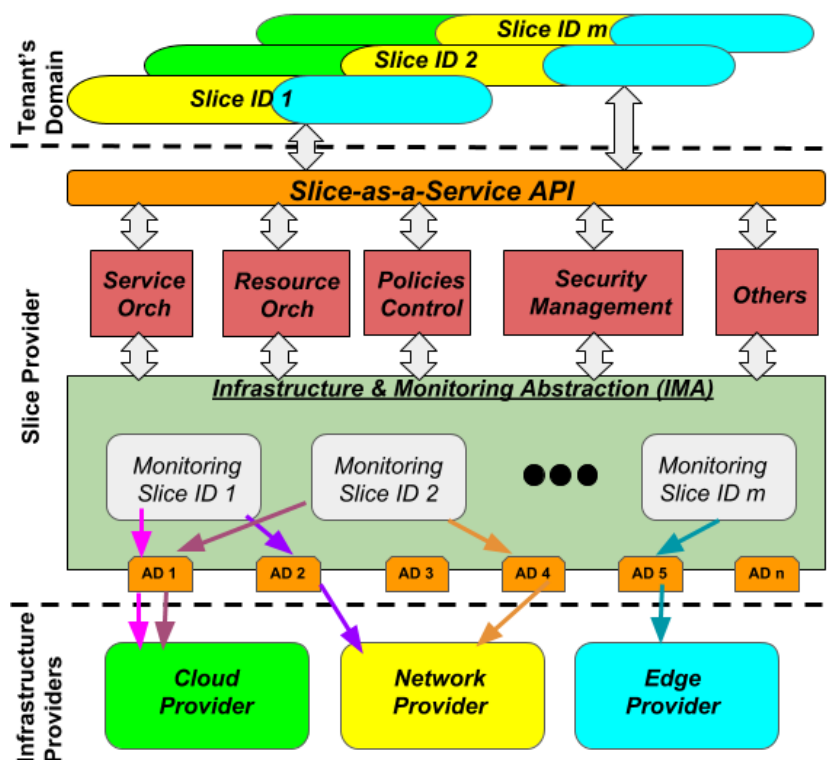 Tenant's
Domain
Slice ID m
Slice ID 2
Slice ID 1
Slice Provider
Slice-as-a-Service API
Service
Orch
Resource
Orch
Policies
Control
Security
Management
Others
Infrastructure & Monitoring Abstraction (IMA)
Monitoring
Slice ID 1
Monitoring
Slice ID 2
Monitoring
Slice ID m
AD 1
AD 2
AD 3
AD 4
AD 5
AD n
Infrastructure
Providers
Cloud
Provider
Network
Provider
Edge
Provider